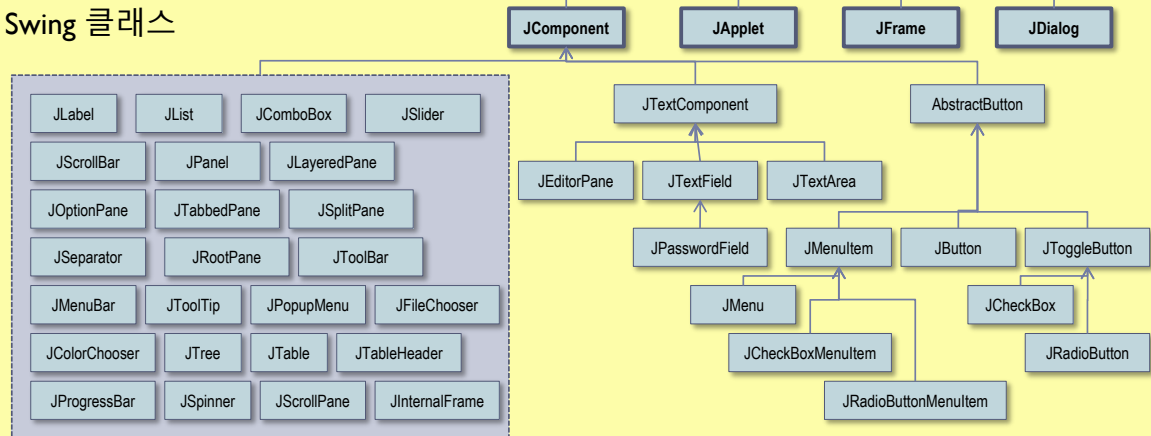 Swing 클래스
JComponent
JApplet
JFrame
JDialog
JLabel
JList
JComboBox
JSlider
JScrollBar
JPanel
JLayeredPane
JOptionPane
JTabbedPane
JSplitPane
JSeparator
JRootPane
JToolBar
JMenuBar
JToolTip
JPopupMenu
JFileChooser
JColorChooser
JTree
JTable
JTableHeader
JProgressBar
JSpinner
JScrollPane
JInternalFrame
JTextComponent
AbstractButton
JEditorPane
JTextField
JTextArea
JPasswordField
JMenuItem
JButton
JToggleButton
JMenu
JCheckBox
JCheckBoxMenuItem
JRadioButton
JRadioButtonMenuItem